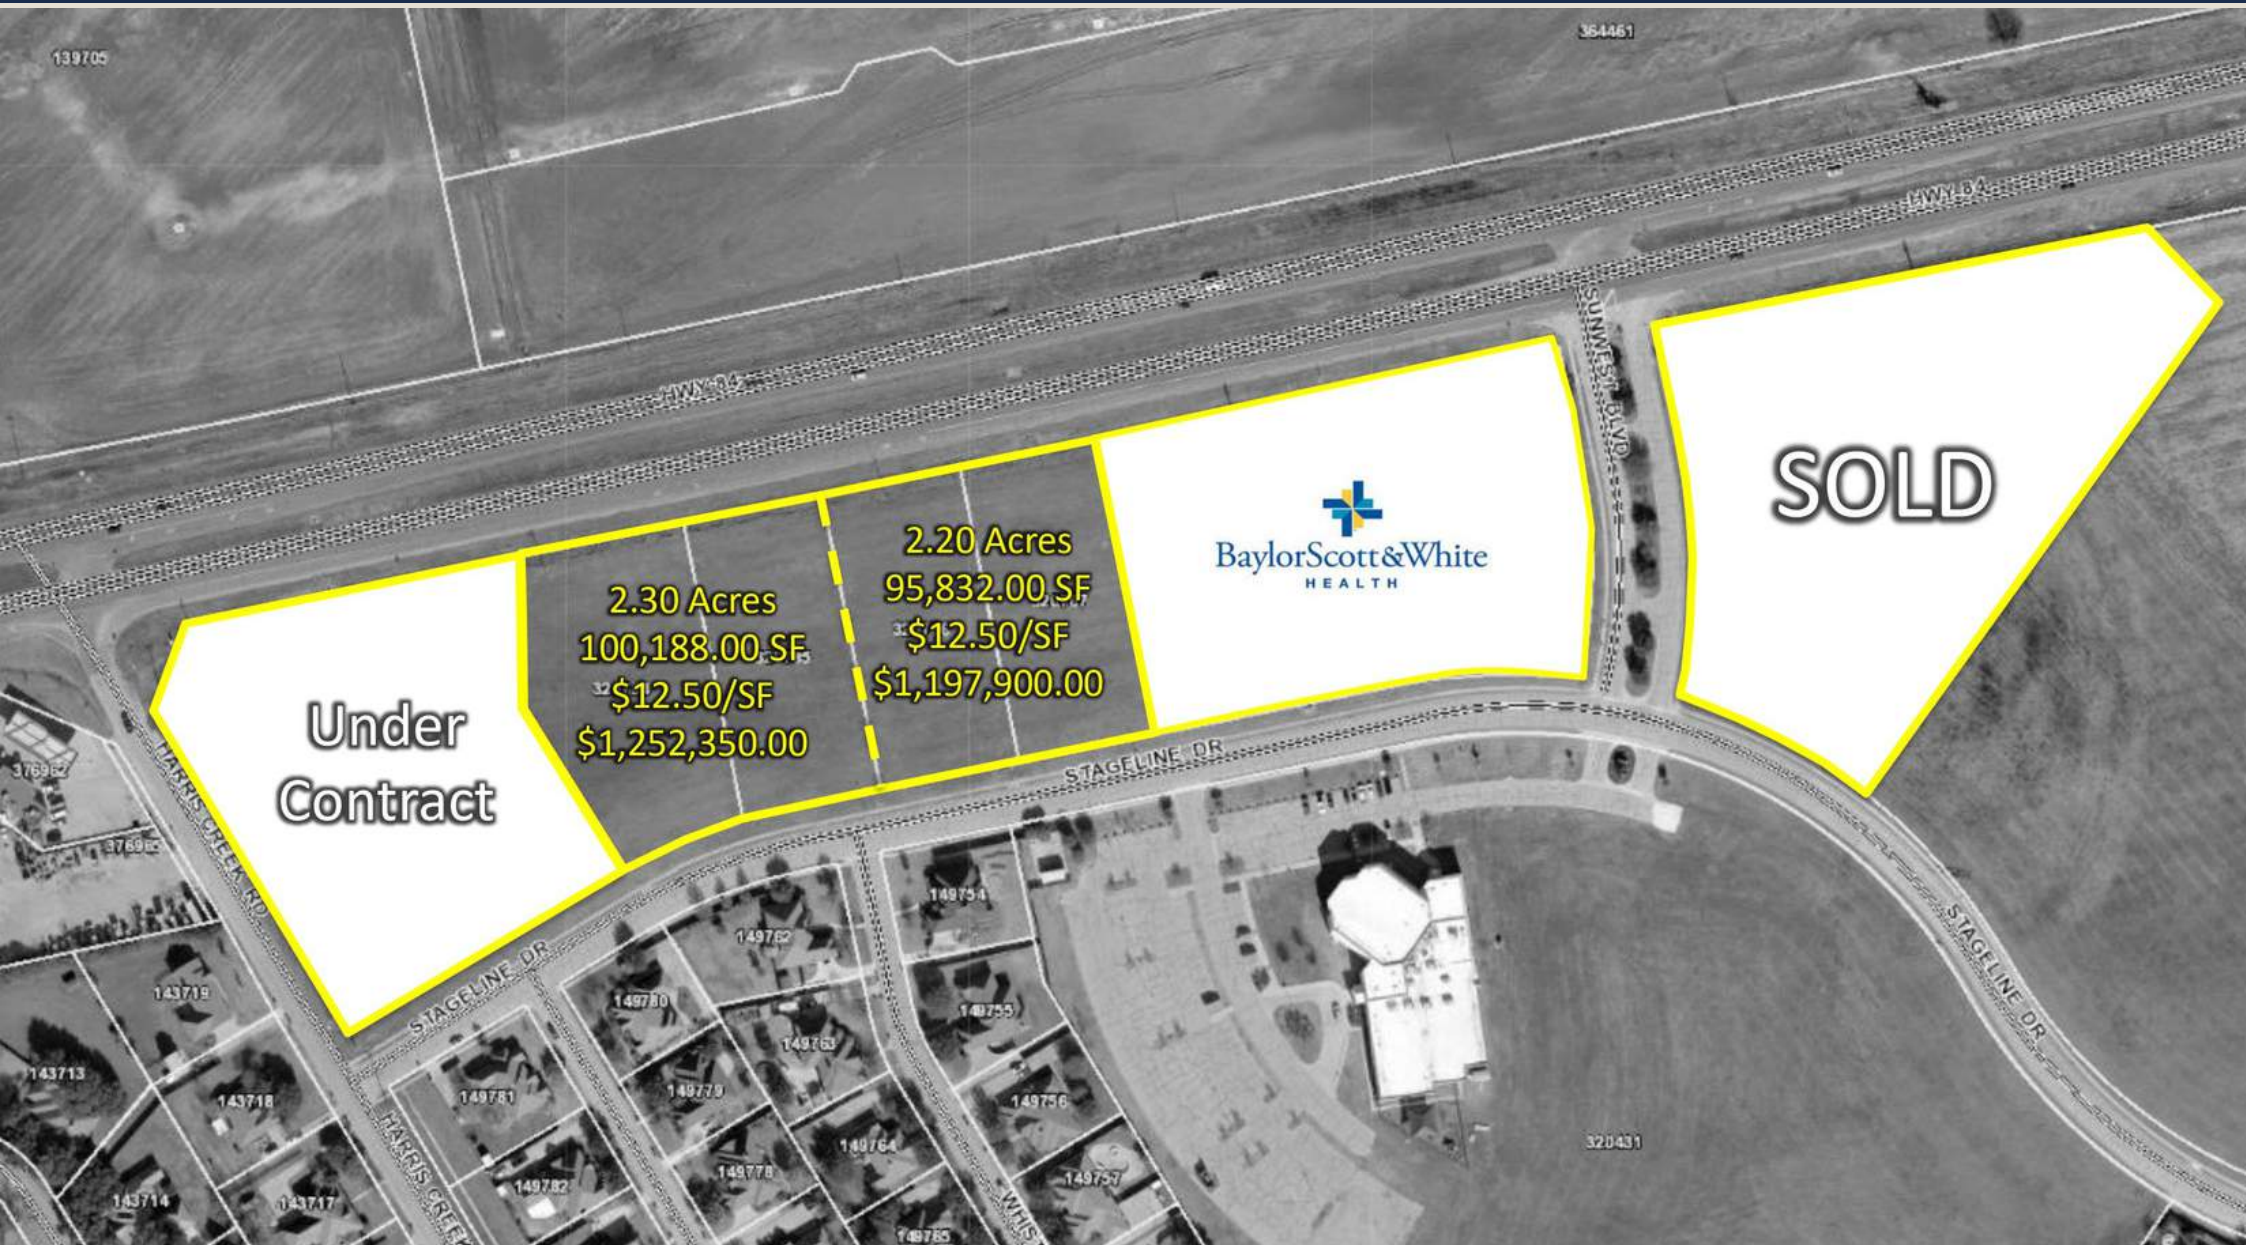 139705
364461
HWY 84
HWY 84
SUNWEST BLVD
SOLD
BaylorScott&White
HEALTH
2.20 Acres
95,832.00 SF
$12.50/SF
$1,197,900.00
2.30 Acres
100,188.00 SF
$12.50/SF
$1,252,350.00
Under
Contract
STAGELINE DR
376962
376965
HARRIS CREEK RD
149754
149762
STAGELINE DR
STAGELINE DR
143719
149780
149755
149763
143713
143718
149781
149779
149756
320431
149764
149778
149757
149782
143714
143717
HARRIS CREEK
149765